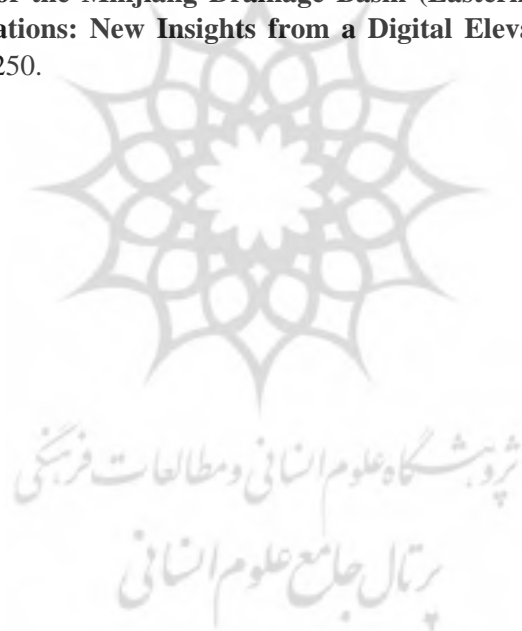 of the Minjiang Drainage Basin (Eastern
ations: New Insights from a Digital Eleva
250.
پژوهشگاه علوم انسانی و مطالعات فرهنگی
پرتال جامع علوم انسانی